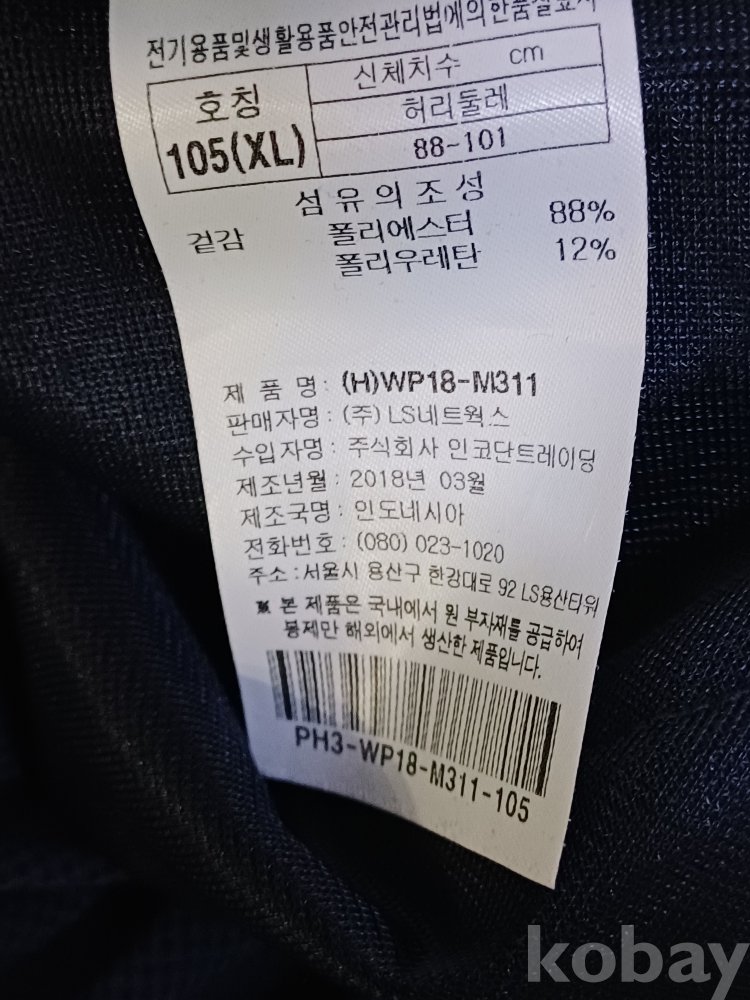 전기용품및생활용품안전관리법에의한품질표시
호칭
105(XL)
신체치수 cm
허리둘레
88-101
섬유의조성
겉감 폴리에스터 88%
폴리우레탄 12%
제 품 명 : (H)WP18-M311
판매자명 : (주) LS네트웍스
수입자명 : 주식회사 인코단트레이딩
제조년월 : 2018년 03월
제조국명 : 인도네시아
전화번호 : (080) 023-1020
주소 : 서울시 용산구 한강대로 92 LS용산타워
※ 본 제품은 국내에서 원 부자재를 공급하여
봉제만 해외에서 생산한 제품입니다.
PH3-WP18-M311-105
kobay